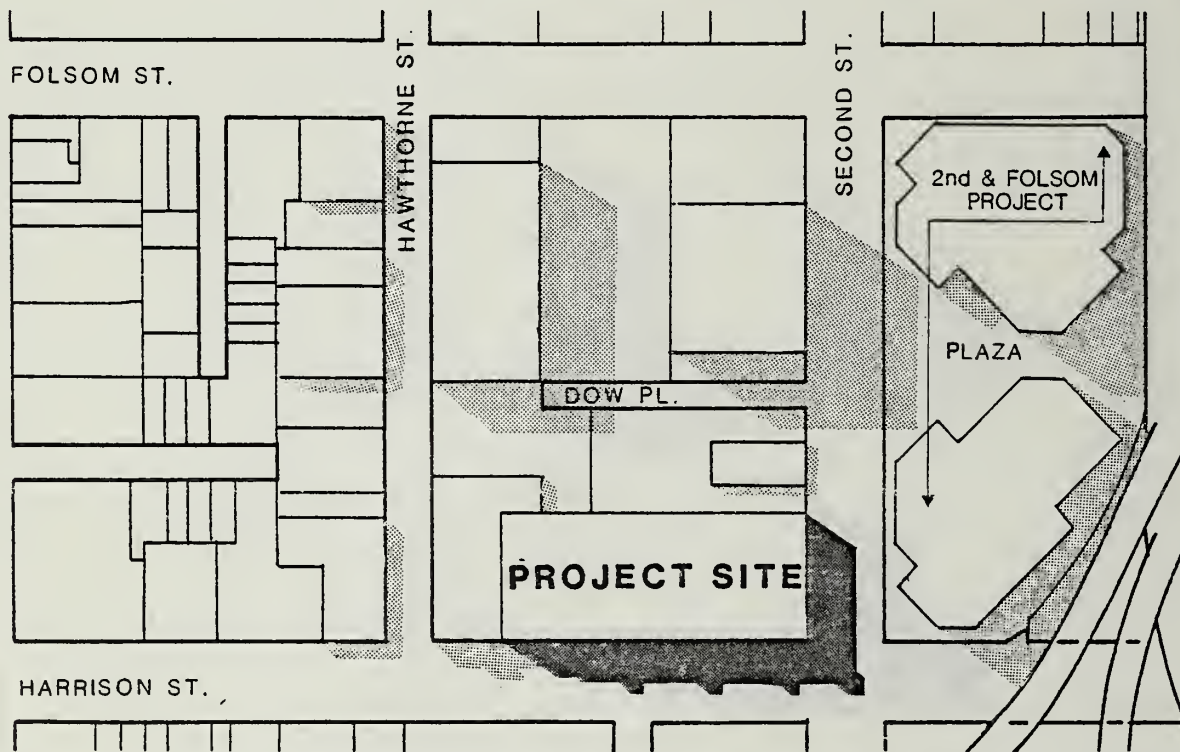 FOLSOM ST.
HAWTHORNE ST.
SECOND ST.
2nd & FOLSOM
PROJECT
PLAZA
DOW PL.
PROJECT SITE
HARRISON ST.